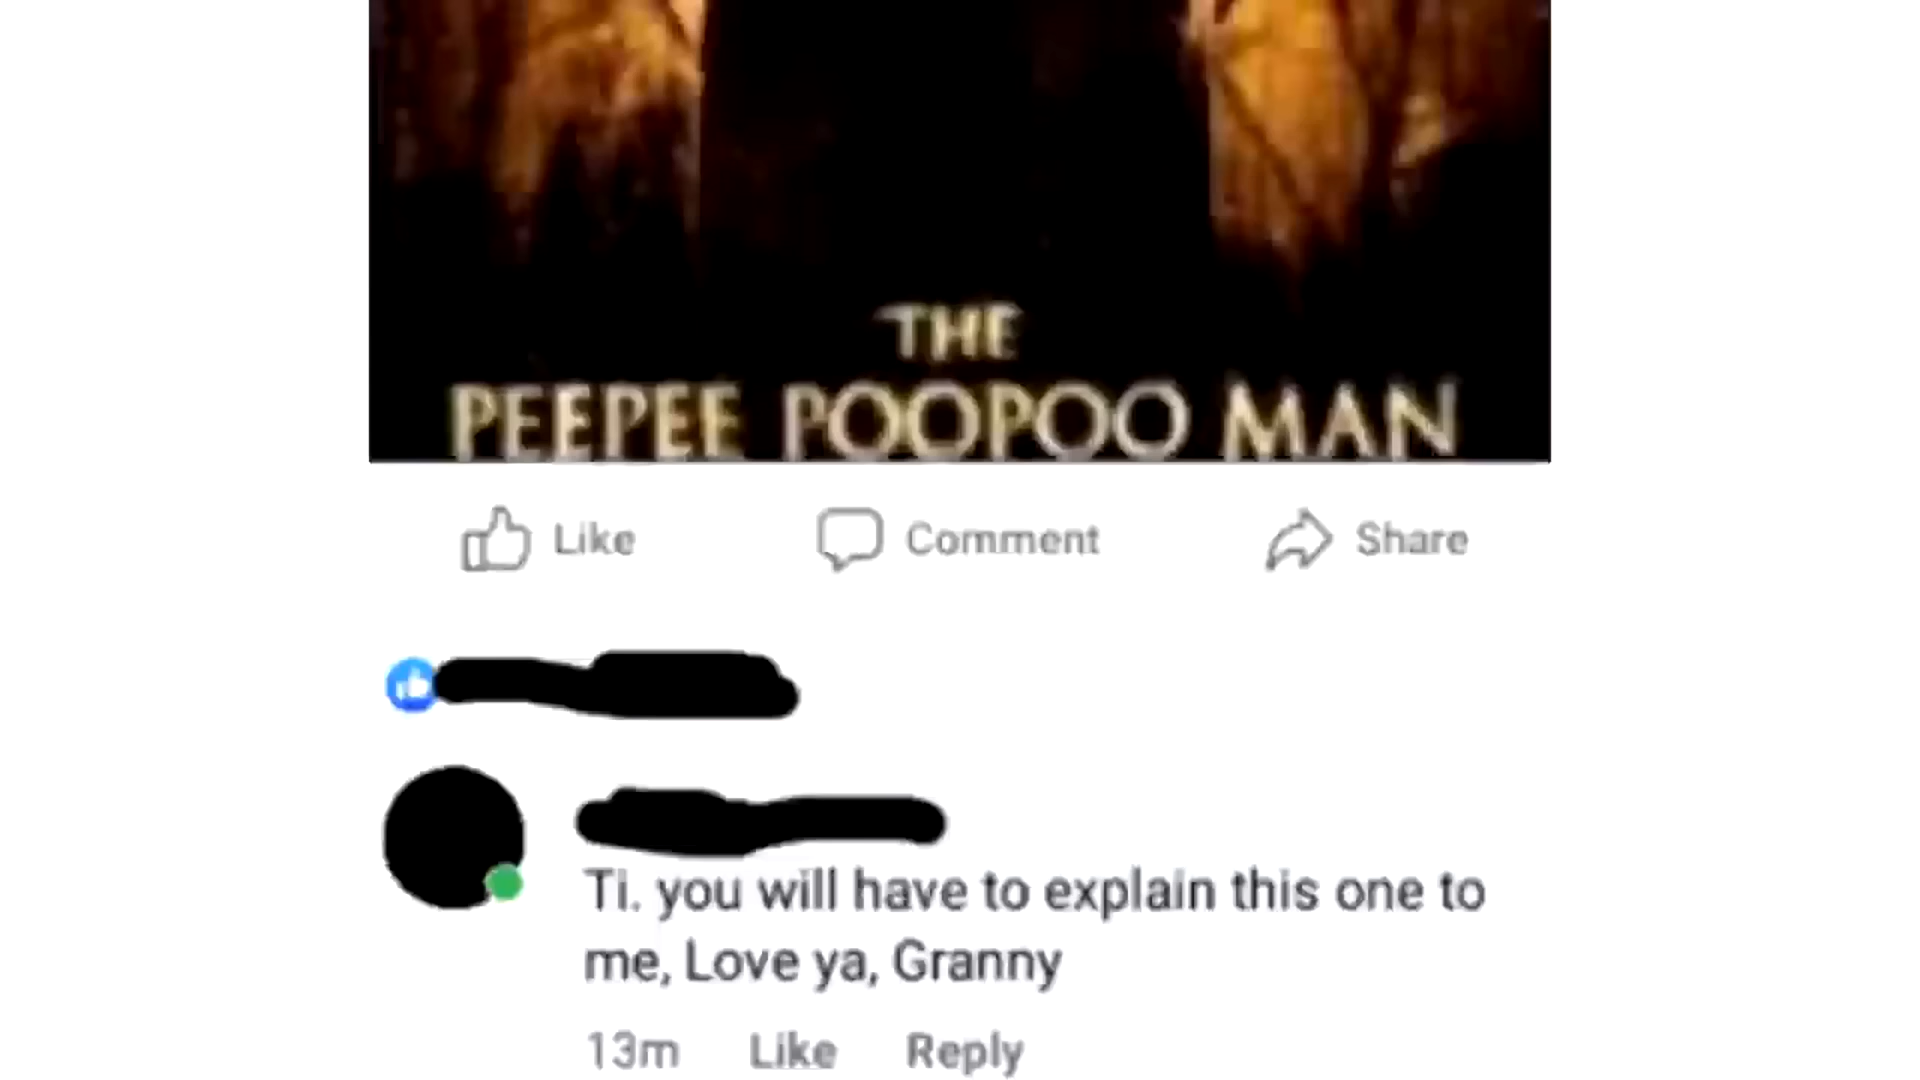 THE
PEEPEE POOPOO MAN
Like Comment Share
Ti. you will have to explain this one to
me, Love ya, Granny
13m Like Reply